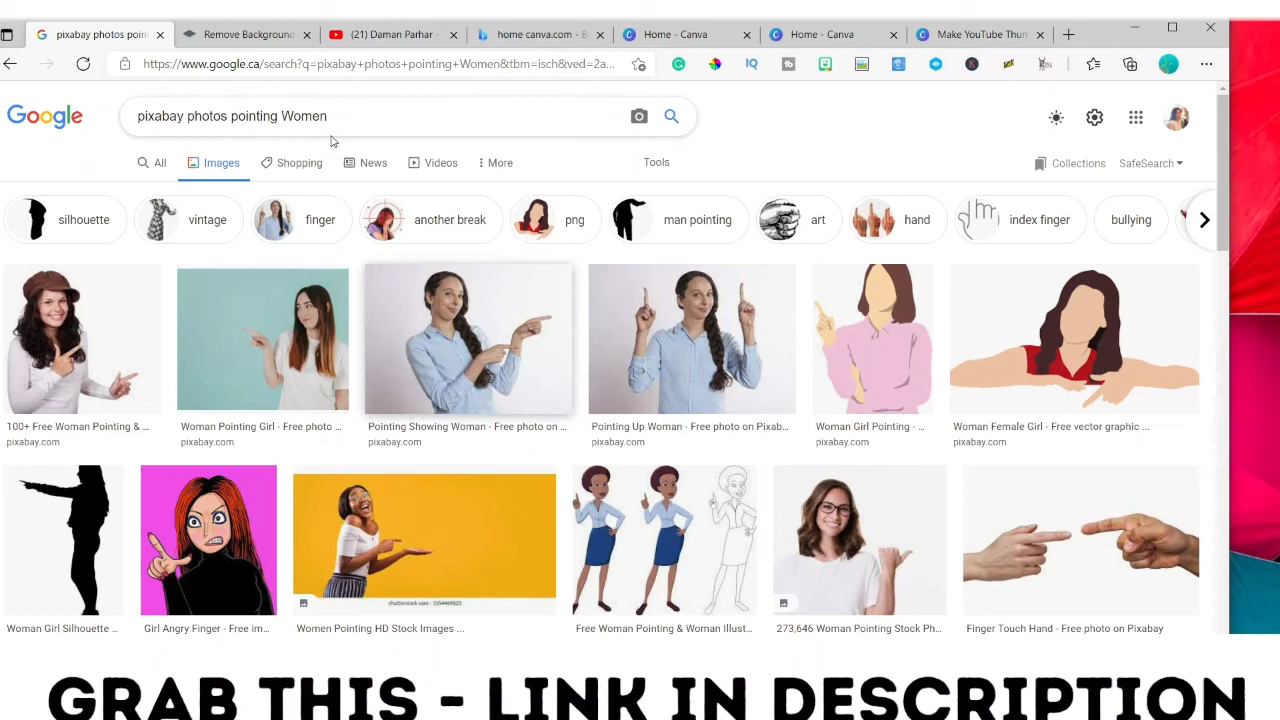 pixabay photos poin
Remove Background
(21) Daman Parhar -
home canva.com - B
Home - Canva
Home - Canva
Make YouTube Thum
https://www.google.ca/search?q=pixabay+photos+pointing+Women&tbm=isch&ved=2a...
Google
pixabay photos pointing Women
All
Images
Shopping
News
Videos
More
Tools
Collections
SafeSearch
silhouette
vintage
finger
another break
png
man pointing
art
hand
index finger
bullying
100+ Free Woman Pointing & ...
pixabay.com
Woman Pointing Girl - Free photo ...
pixabay.com
Pointing Showing Woman - Free photo on ...
pixabay.com
Pointing Up Woman - Free photo on Pixab...
pixabay.com
Woman Girl Pointing - ...
pixabay.com
Woman Female Girl - Free vector graphic ...
pixabay.com
shutterstock.com · 1554469823
Woman Girl Silhouette ...
Girl Angry Finger - Free im...
Women Pointing HD Stock Images ...
Free Woman Pointing & Woman Illust...
273,646 Woman Pointing Stock Ph...
Finger Touch Hand - Free photo on Pixabay
GRAB THIS - LINK IN DESCRIPTION